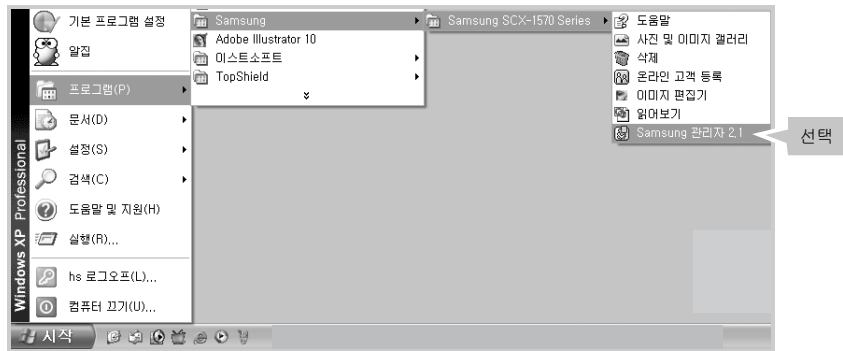 기본 프로그램 설정
알집
프로그램(P)
문서(D)
설정(S)
검색(C)
도움말 및 지원(H)
실행(R)...
hs 로그오프(L)...
컴퓨터 끄기(U)...
Windows XP Professional
시작
Samsung
Adobe Illustrator 10
이스트소프트
TopShield
Samsung SCX-1570 Series
도움말
사진 및 이미지 갤러리
삭제
온라인 고객 등록
이미지 편집기
읽어보기
Samsung 관리자 2.1
선택